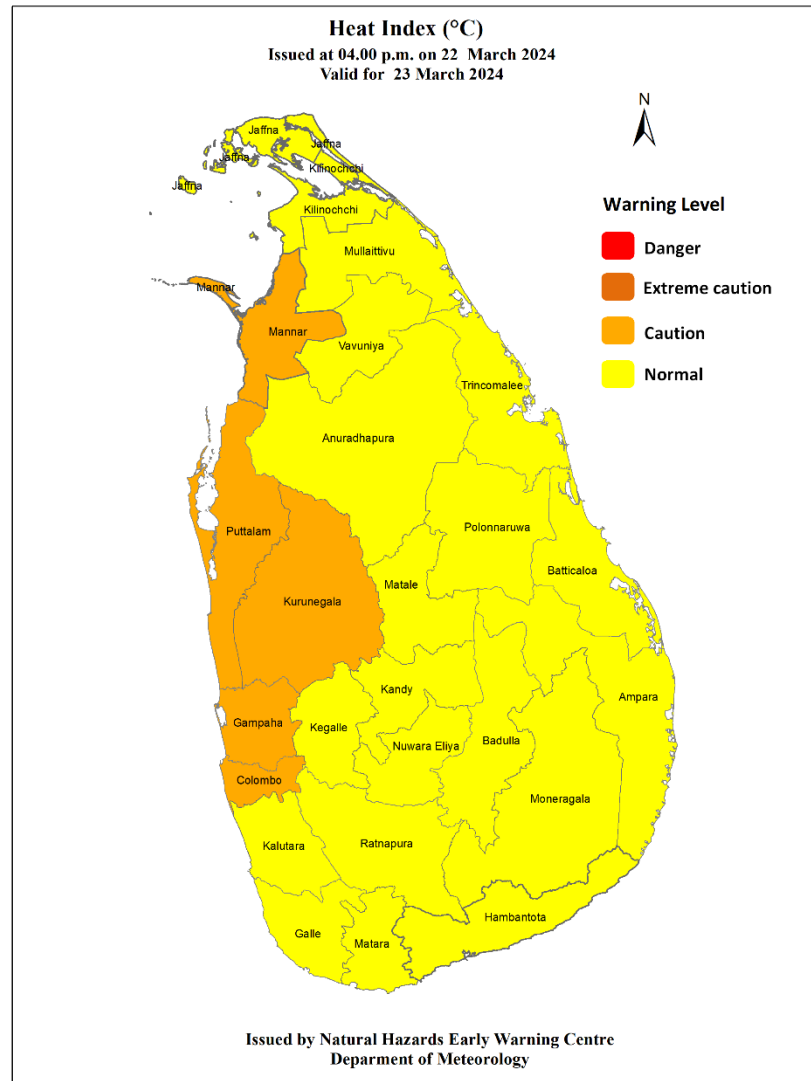 Heat Index (°C)
Issued at 04.00 p.m. on 22 March 2024
Valid for 23 March 2024
N
Jaffna
Jaffna
Jaffna
Kilinochchi
Jaffna
Kilinochchi
Warning Level
Danger
Mullaittivu
Mannar
Extreme caution
Mannar
Caution
Vavuniya
Normal
Trincomalee
Anuradhapura
Puttalam
Polonnaruwa
Batticaloa
Matale
Kurunegala
Kandy
Ampara
Gampaha
Kegalle
Nuwara Eliya
Badulla
Colombo
Moneragala
Kalutara
Ratnapura
Hambantota
Galle
Matara
Issued by Natural Hazards Early Warning Centre
Deparment of Meteorology